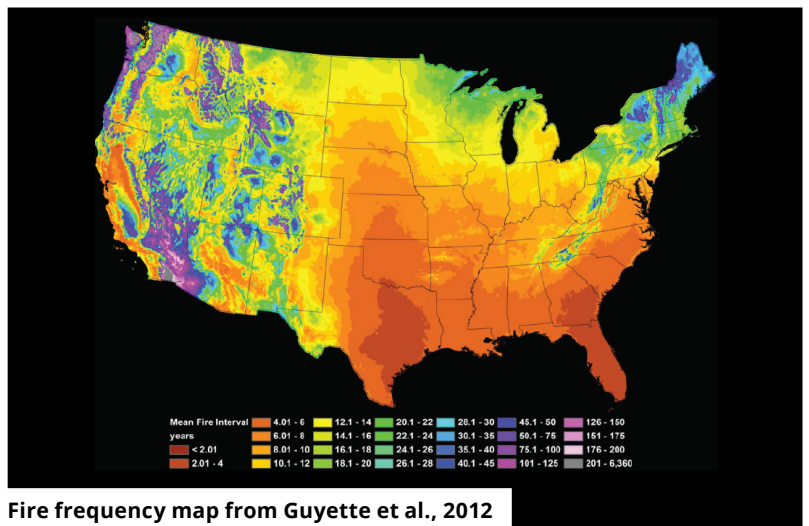 Mean Fire Interval 4.01 - 6 12.1 - 14 20.1 - 22 28.1 - 30 45.1 - 50 126 - 150
years 6.01 - 8 14.1 - 16 22.1 - 24 30.1 - 35 50.1 - 75 151 - 175
< 2.01 8.01 - 10 16.1 - 18 24.1 - 26 35.1 - 40 75.1 - 100 176 - 200
2.01 - 4 10.1 - 12 18.1 - 20 26.1 - 28 40.1 - 45 101 - 125 201 - 6,360
Fire frequency map from Guyette et al., 2012